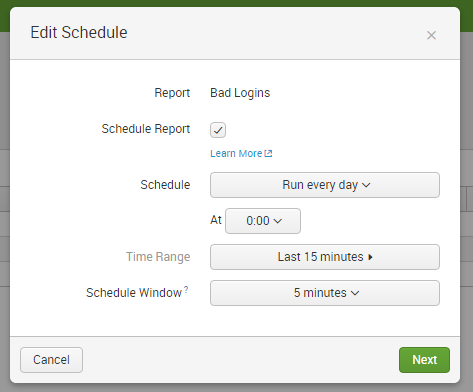 Edit Schedule ×
Report Bad Logins
Schedule Report
Learn More
Schedule Run every day
At 0:00
Time Range Last 15 minutes
Schedule Window ? 5 minutes
Cancel Next